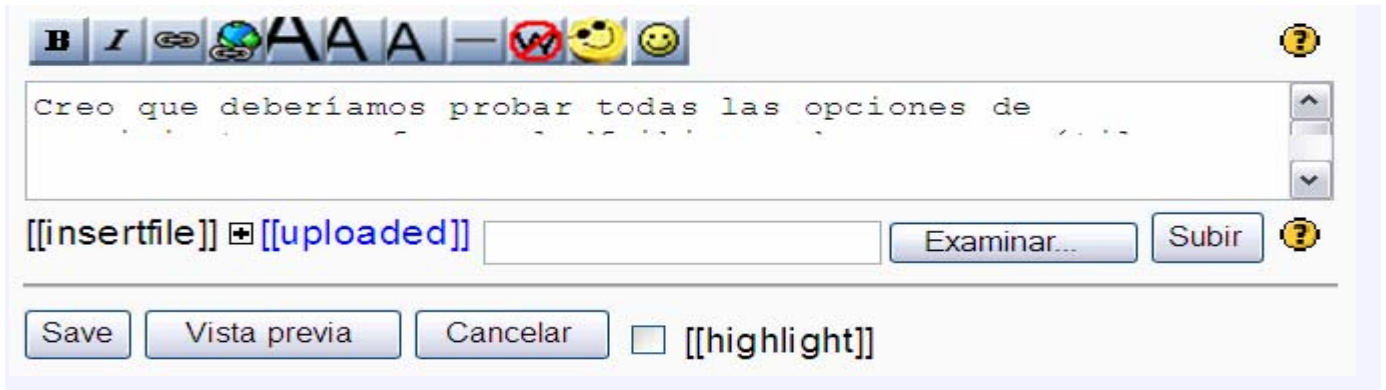 B I A A A W
Creo que deberíamos probar todas las opciones de
[[insertfile]] [[uploaded]] Examinar... Subir
Save Vista previa Cancelar [[highlight]]